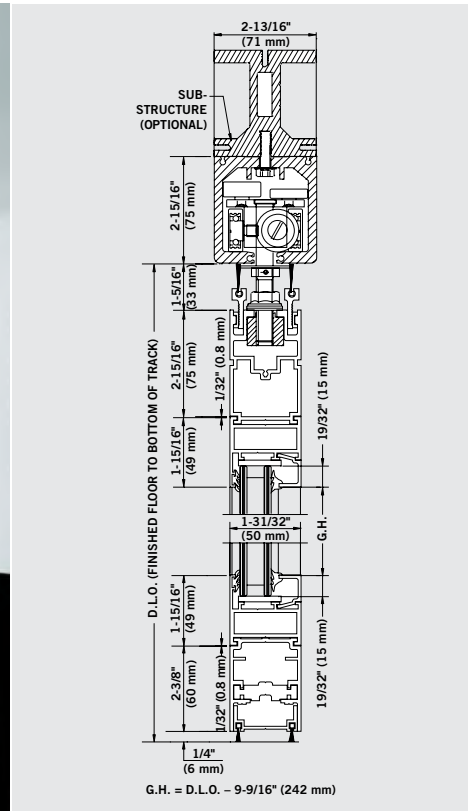 2-13/16"
(71 mm)
SUB-
STRUCTURE
(OPTIONAL)
2-15/16"
(75 mm)
1-5/16"
(33 mm)
2-15/16"
(75 mm)
1/32" (0.8 mm)
19/32" (15 mm)
1-15/16"
(49 mm)
D.L.O. (FINISHED FLOOR TO BOTTOM OF TRACK)
1-31/32"
(50 mm)
G.H.
1-15/16"
(49 mm)
19/32" (15 mm)
2-3/8"
(60 mm)
1/32" (0.8 mm)
1/4"
(6 mm)
G.H. = D.L.O. – 9-9/16" (242 mm)